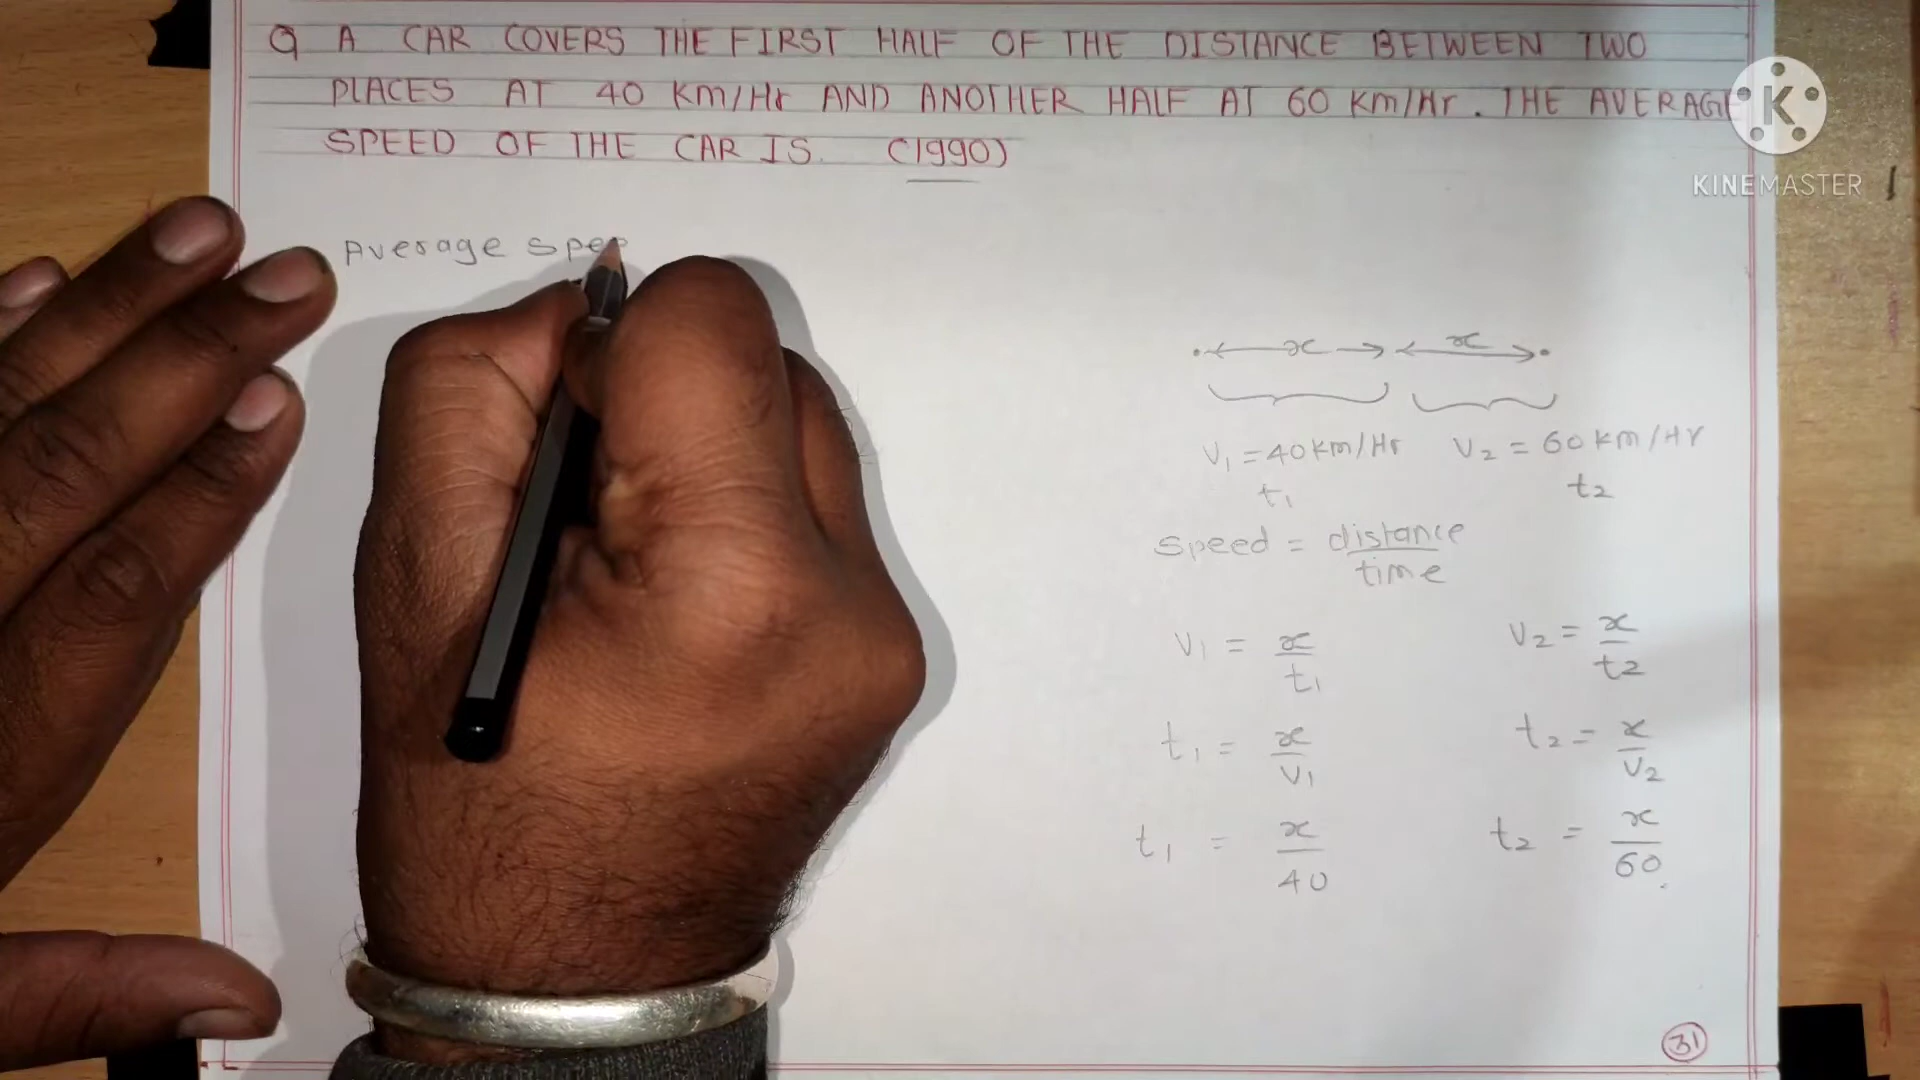 Q A CAR COVERS THE FIRST HALF OF THE DISTANCE BETWEEN TWO
PLACES AT 40 Km/Hr AND ANOTHER HALF AT 60 Km/Hr. THE AVERAGE
SPEED OF THE CAR IS. (1990)
K
KINEMASTER
Average spee
x x
V1 = 40 Km/Hr V2 = 60 Km/Hr
t1 t2
Speed = distance
time
V1 = x/t1 V2 = x/t2
t1 = x/V1 t2 = x/V2
t1 = x/40 t2 = x/60.
31